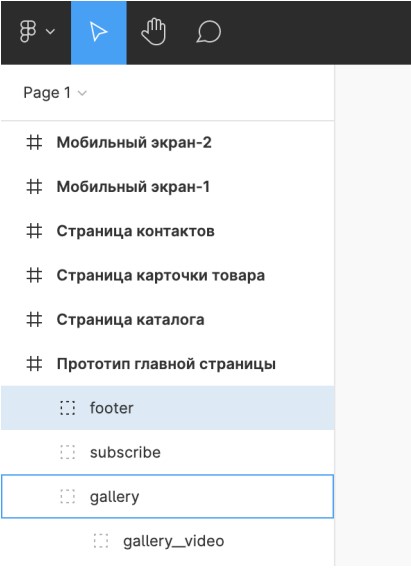 Page 1
Мобильный экран-2
Мобильный экран-1
Страница контактов
Страница карточки товара
Страница каталога
Прототип главной страницы
footer
subscribe
gallery
gallery__video